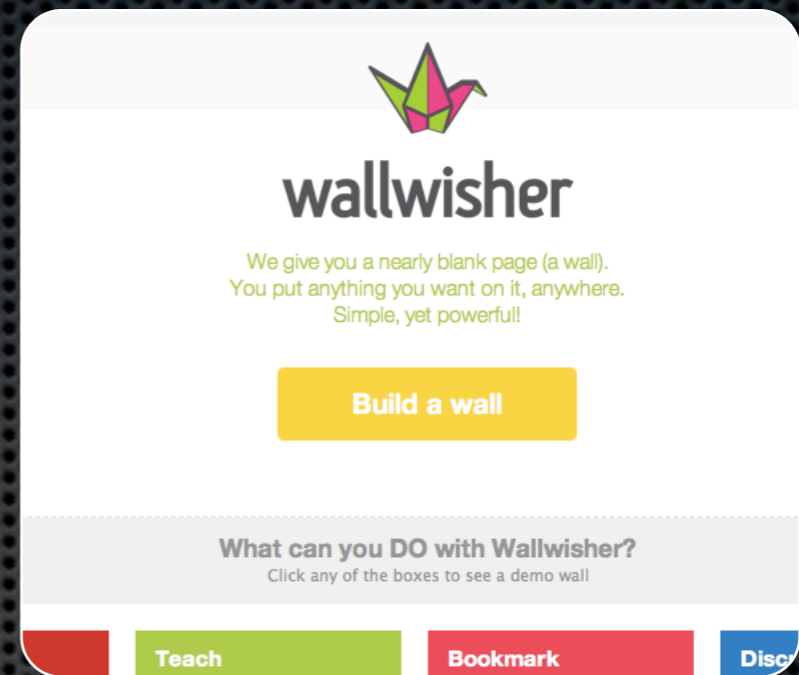 wallwisher
We give you a nearly blank page (a wall).
You put anything you want on it, anywhere.
Simple, yet powerful!
Build a wall
What can you DO with Wallwisher?
Click any of the boxes to see a demo wall
Teach
Bookmark